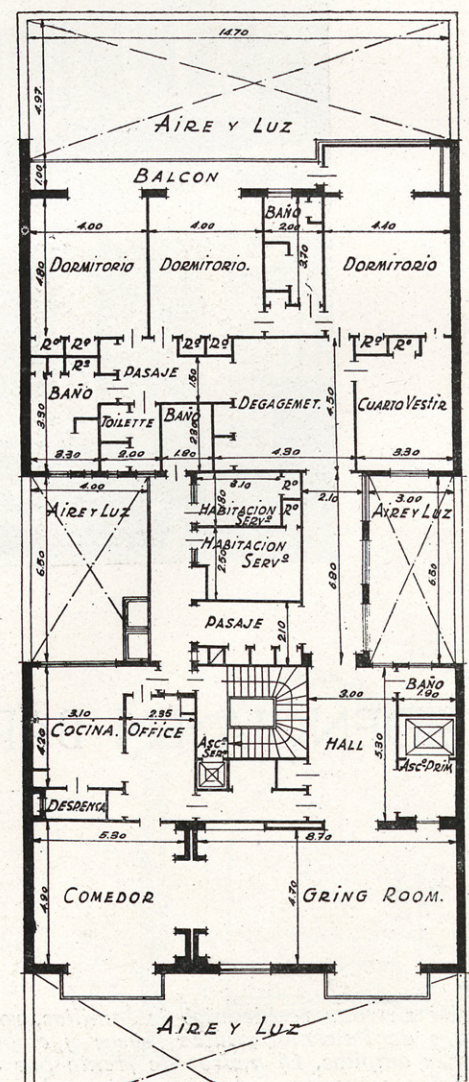 14.70
4.97
AIRE Y LUZ
1.00
BALCON
4.00
4.00
BAÑO
2.00
4.40
4.80
3.70
DORMITORIO
DORMITORIO.
DORMITORIO
Rº
Rº
Rº
Rº
Rº
Rº
Rº
PASAJE
1.60
4.50
BAÑO
3.30
TOILETTE
BAÑO
2.80
DEGAGEMET.
CUARTO VESTIR
3.30
2.00
1.80
4.30
3.30
4.00
AIRE Y LUZ
3.10
Rº
2.10
3.00
HABITACION
SERVº
Rº
AIRE Y LUZ
HABITACION
SERVº
6.50
2.50
6.80
6.50
PASAJE
2.10
BAÑO
3.10
2.35
3.00
1.90
COCINA.
OFFICE
4.20
ASCº
SERº
HALL
5.30
ASCº PRIN
DESPENSA
5.30
8.70
COMEDOR
4.90
4.70
GRING ROOM.
AIRE Y LUZ